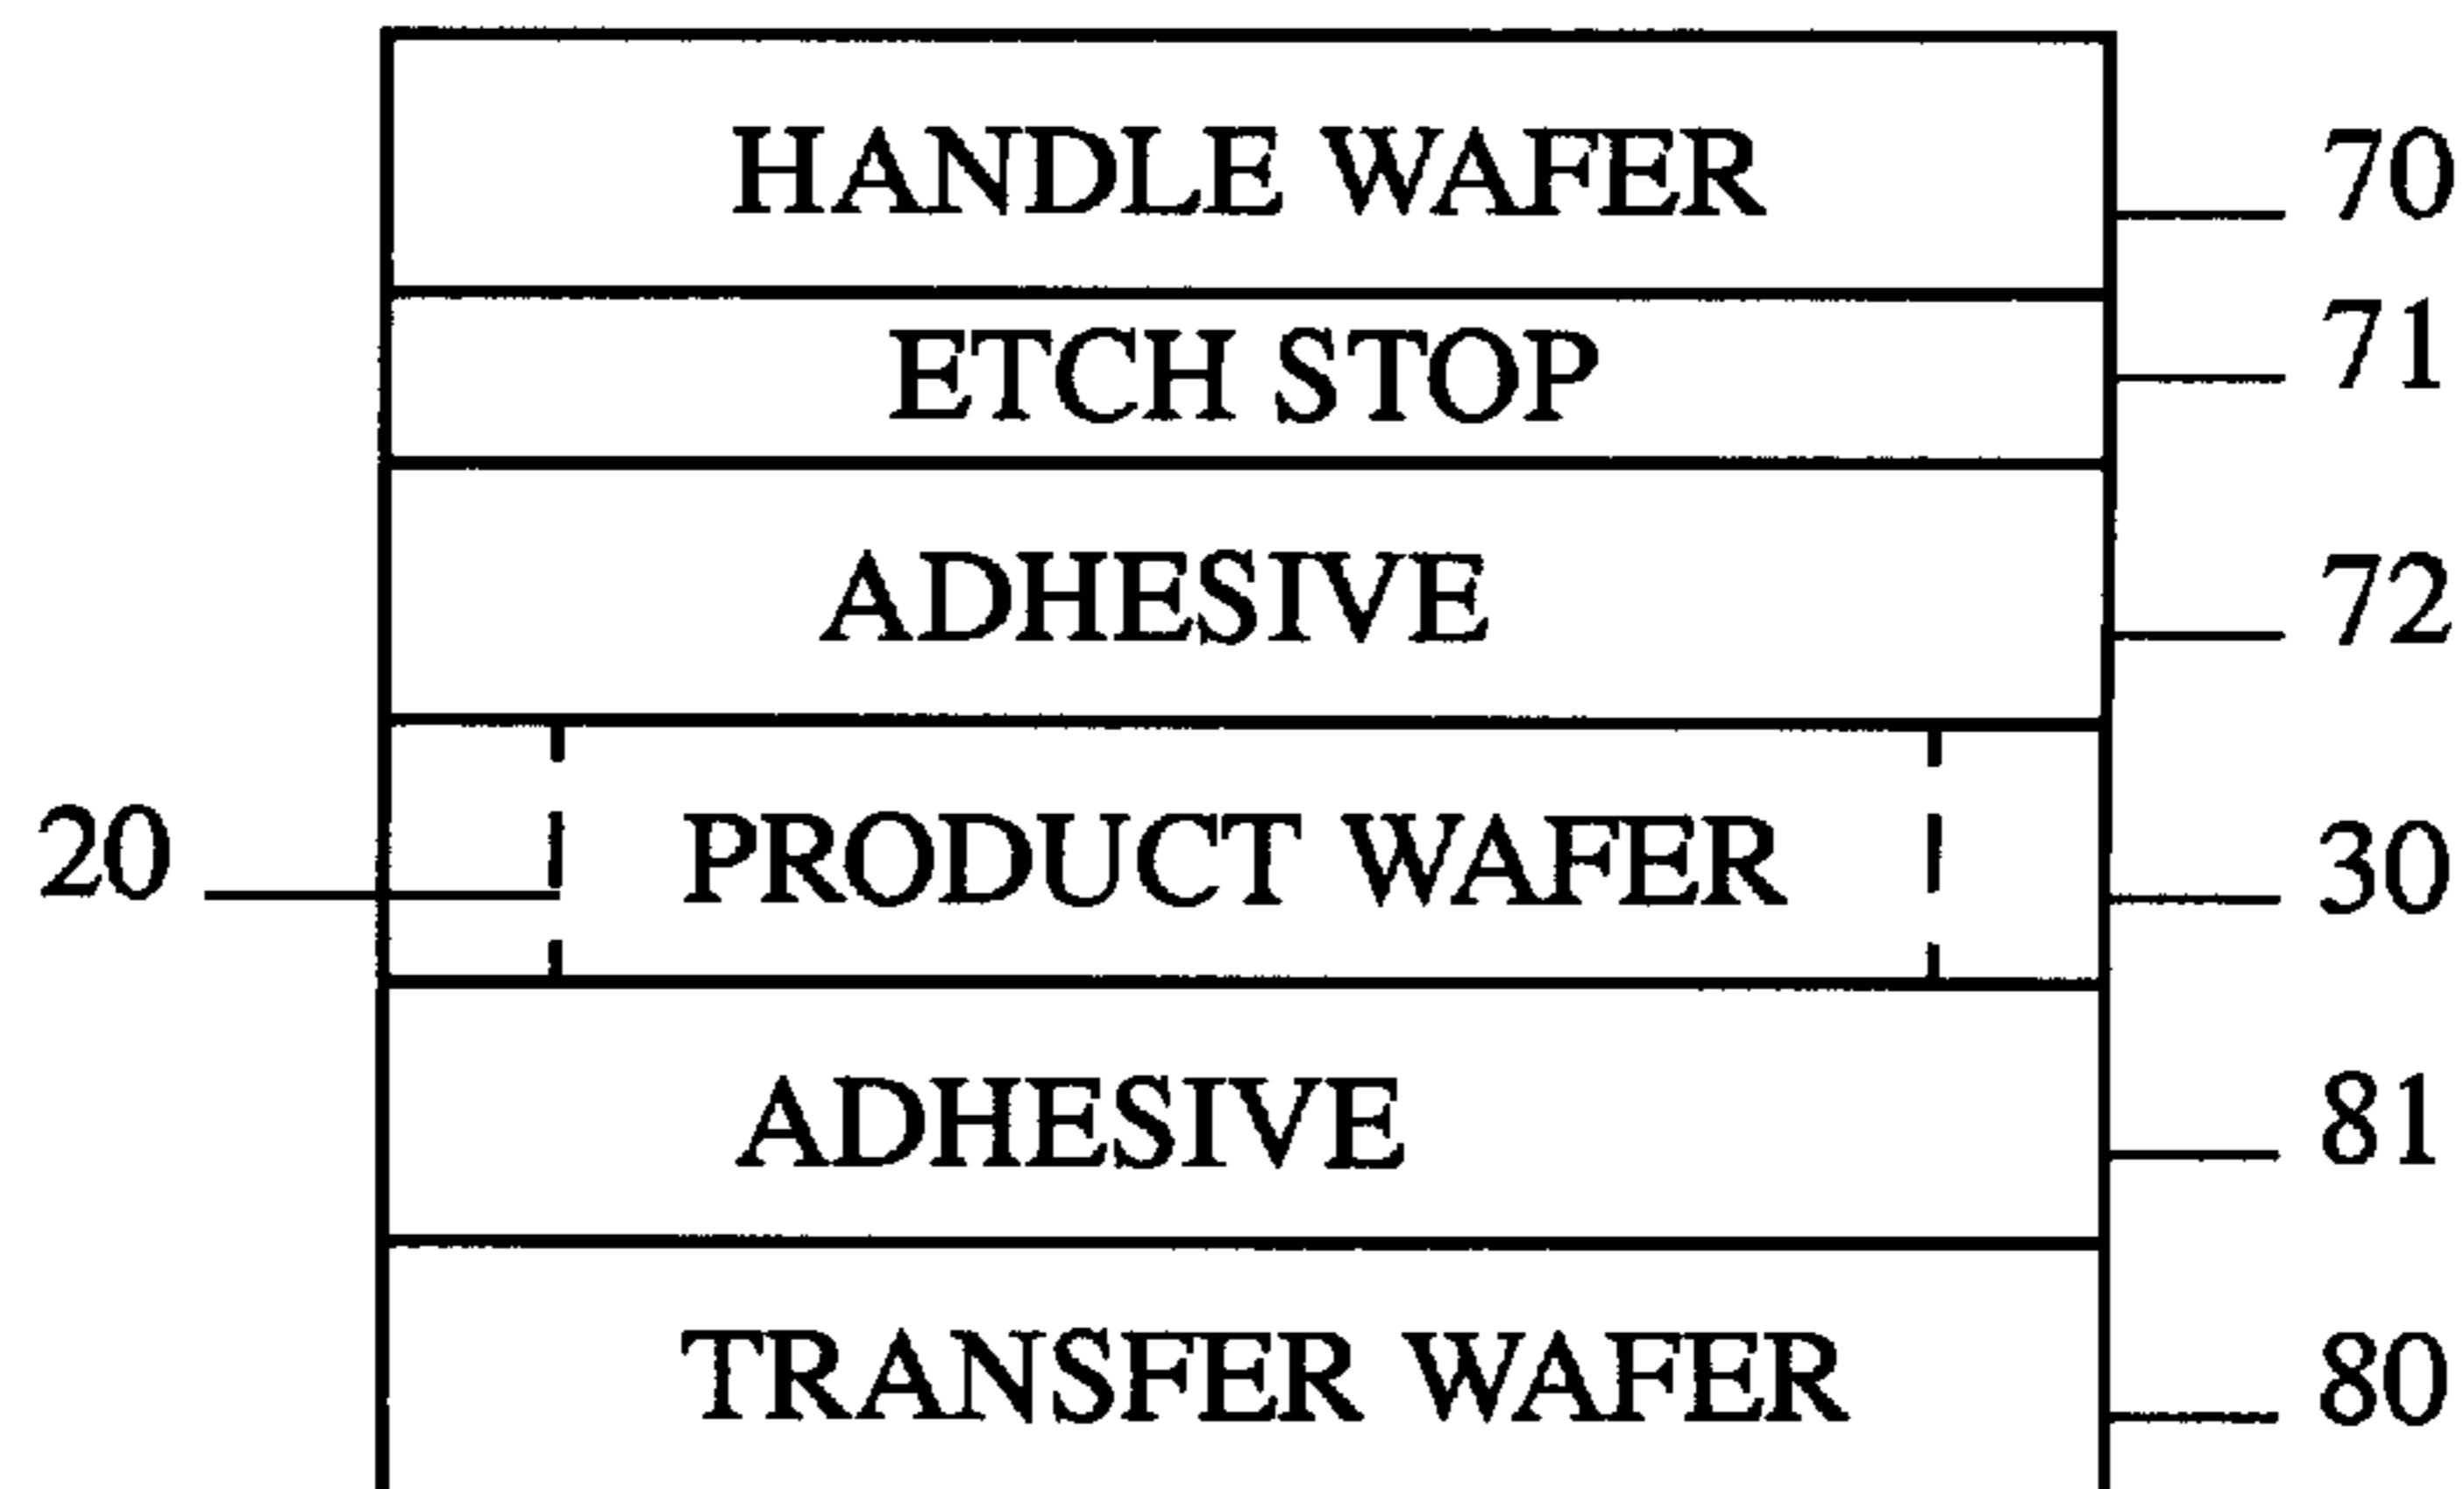 HANDLE WAFER 70
ETCH STOP 71
ADHESIVE 72
20 PRODUCT WAFER 30
ADHESIVE 81
TRANSFER WAFER 80